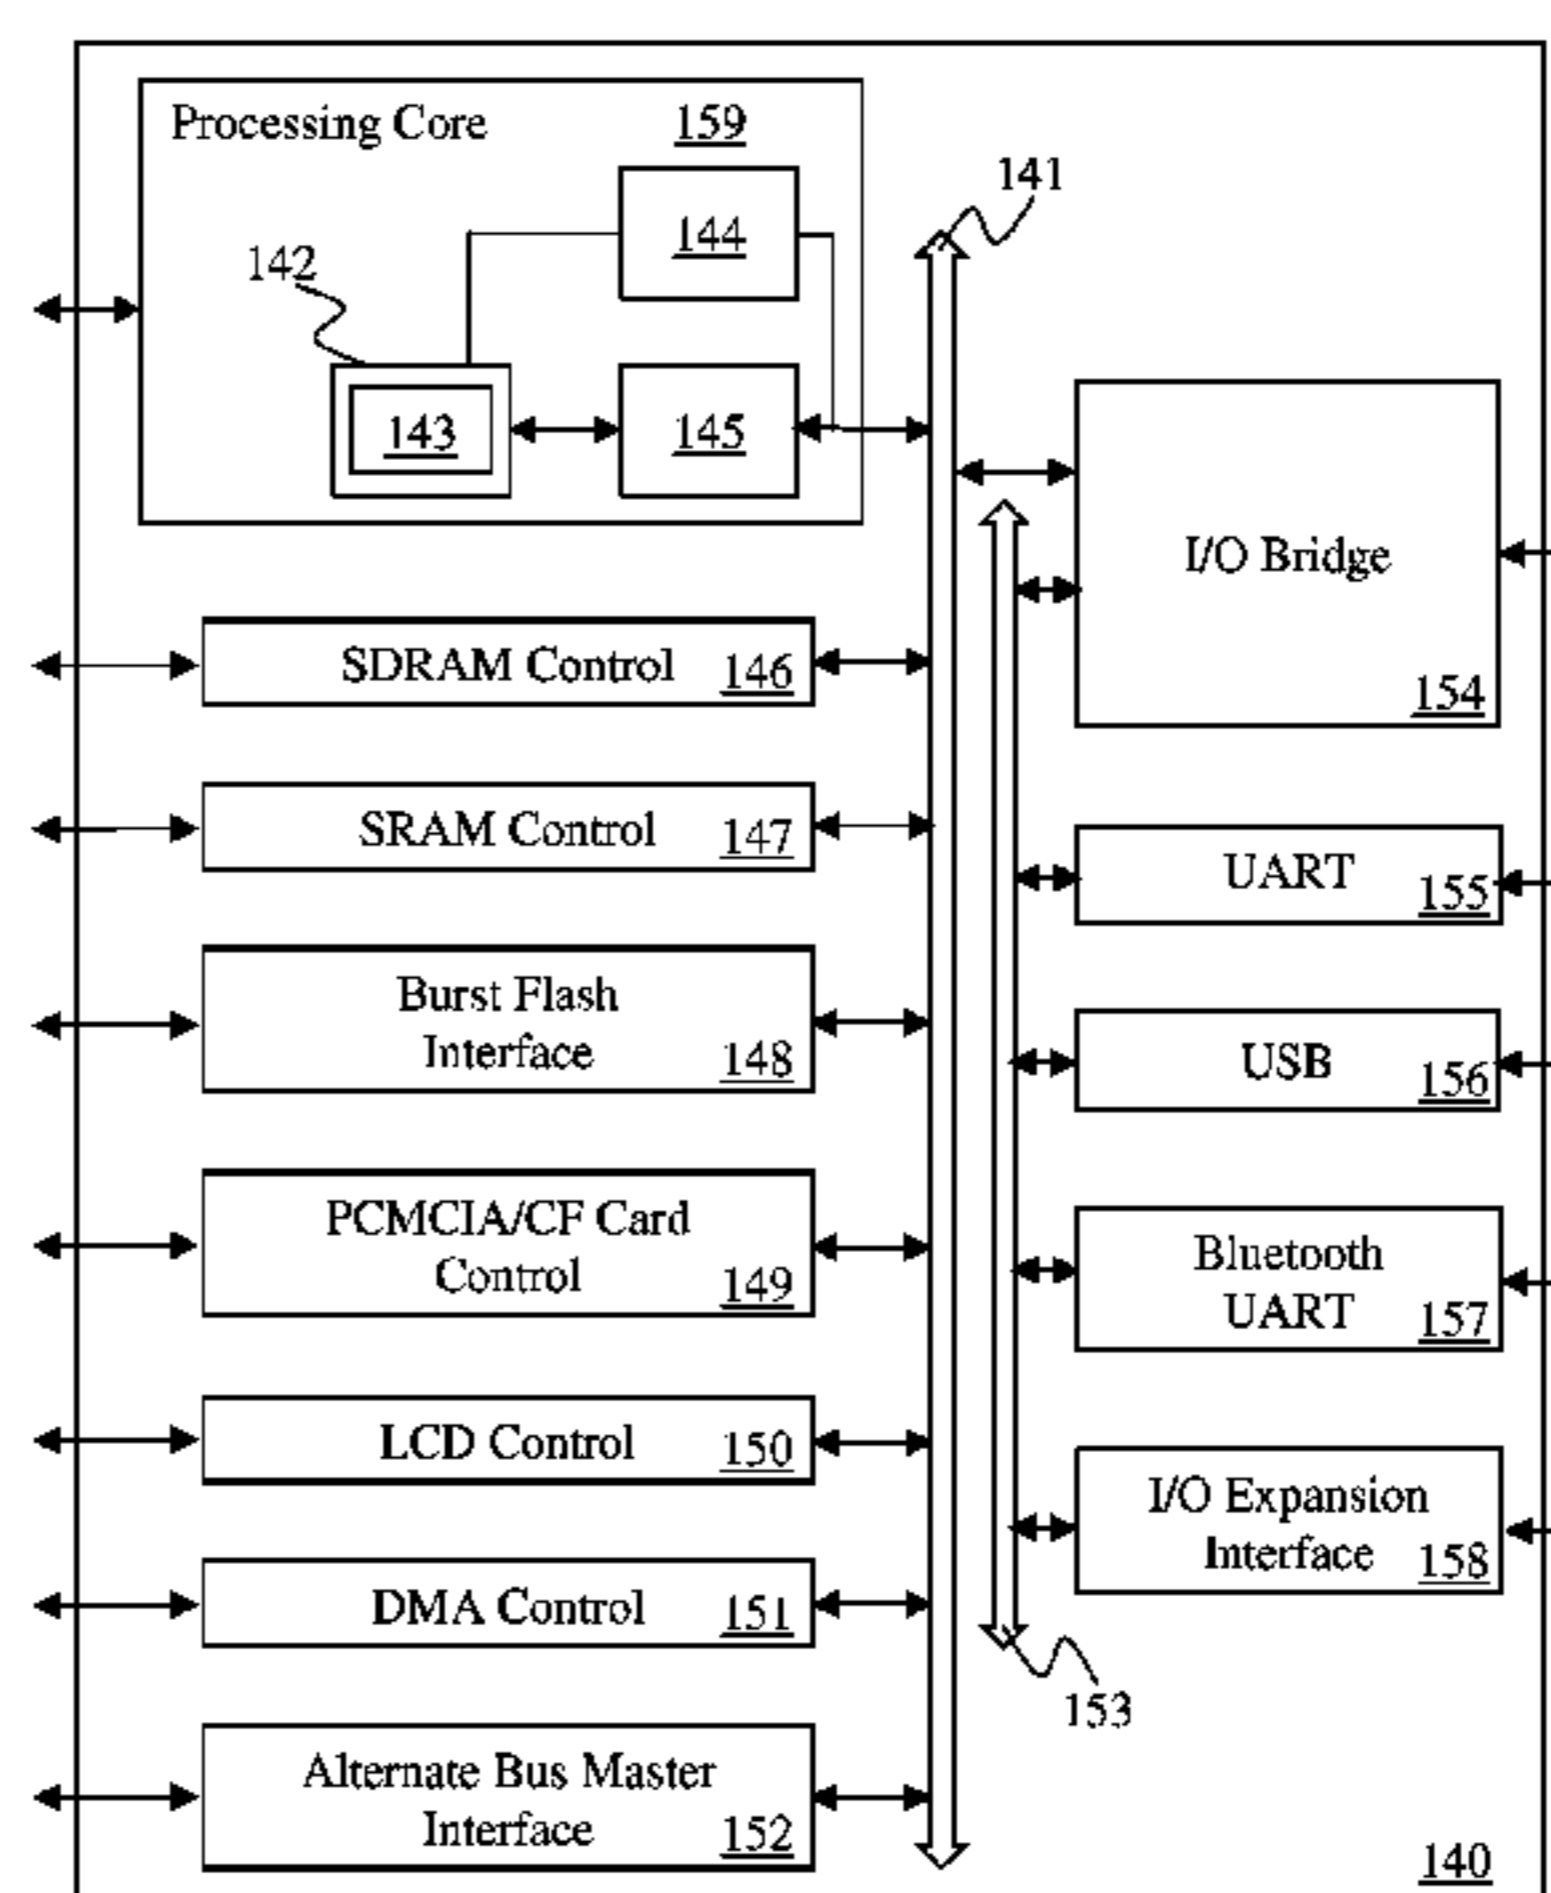 Processing Core
159
141
144
142
143
145
I/O Bridge
154
SDRAM Control
146
SRAM Control
147
UART
155
Burst Flash
Interface
148
USB
156
PCMCIA/CF Card
Control
149
Bluetooth
UART
157
LCD Control
150
I/O Expansion
Interface
158
DMA Control
151
153
Alternate Bus Master
Interface
152
140